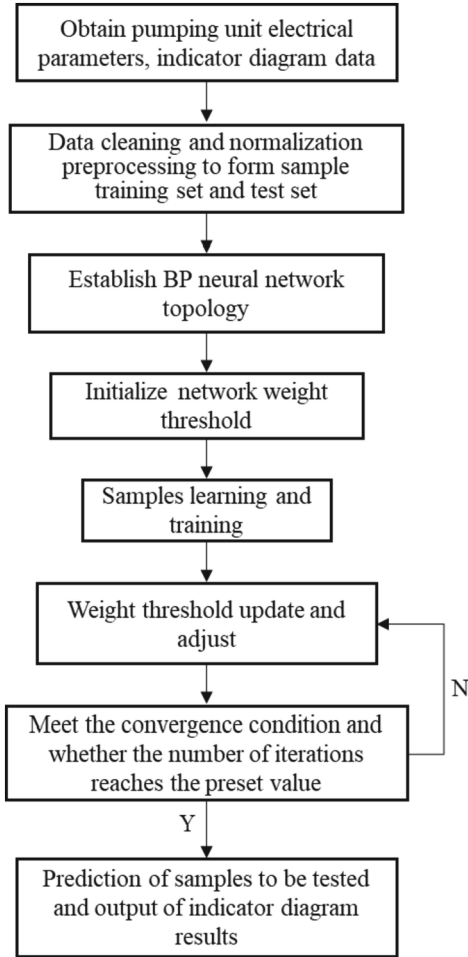 Obtain pumping unit electrical
parameters, indicator diagram data
Data cleaning and normalization
preprocessing to form sample
training set and test set
Establish BP neural network
topology
Initialize network weight
threshold
Samples learning and
training
Weight threshold update and
adjust
N
Meet the convergence condition and
whether the number of iterations
reaches the preset value
Y
Prediction of samples to be tested
and output of indicator diagram
results